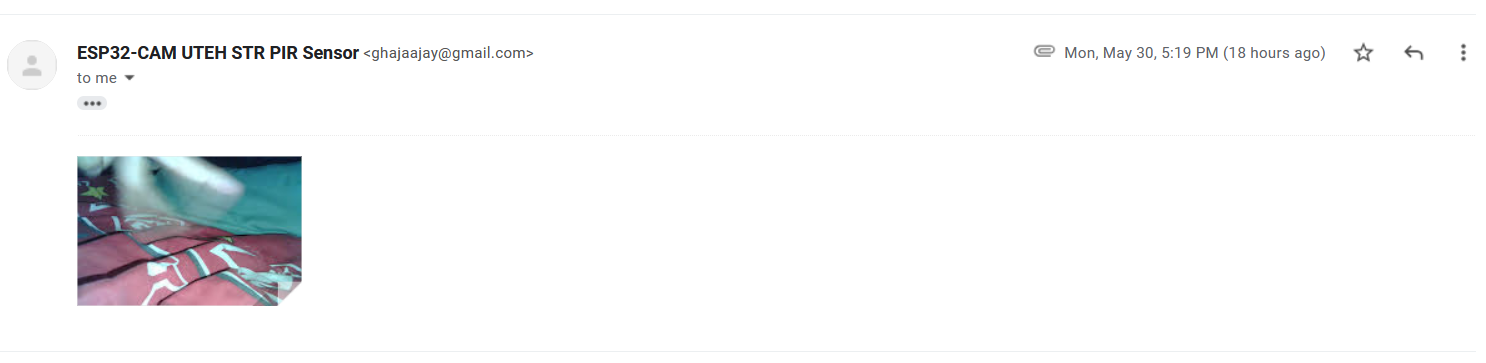 ESP32-CAM UTEH STR PIR Sensor <ghajaajay@gmail.com> Mon, May 30, 5:19 PM (18 hours ago)
to me